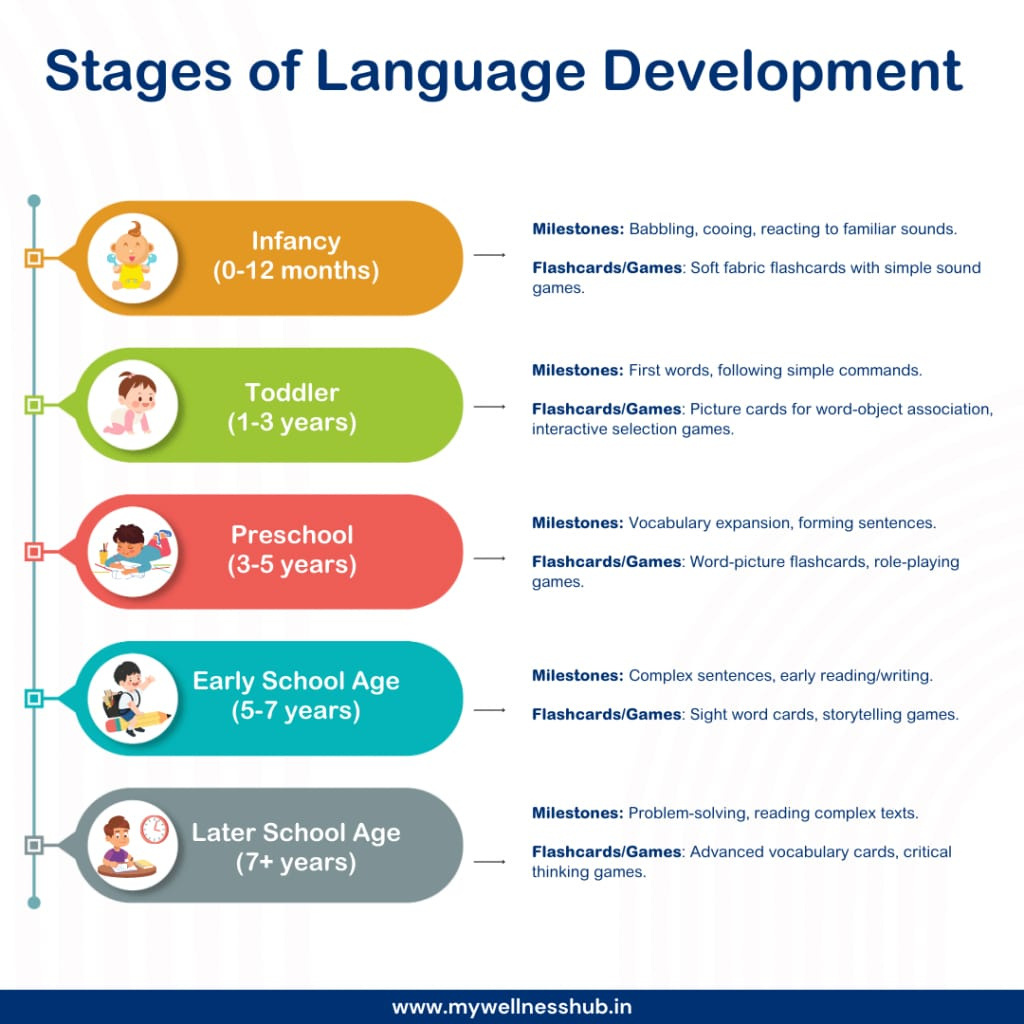 Stages of Language Development
Infancy
(0-12 months)
Milestones: Babbling, cooing, reacting to familiar sounds.
Flashcards/Games: Soft fabric flashcards with simple sound
games.
Toddler
(1-3 years)
Milestones: First words, following simple commands.
Flashcards/Games: Picture cards for word-object association,
interactive selection games.
Preschool
(3-5 years)
Milestones: Vocabulary expansion, forming sentences.
Flashcards/Games: Word-picture flashcards, role-playing
games.
Early School Age
(5-7 years)
Milestones: Complex sentences, early reading/writing.
Flashcards/Games: Sight word cards, storytelling games.
Later School Age
(7+ years)
Milestones: Problem-solving, reading complex texts.
Flashcards/Games: Advanced vocabulary cards, critical
thinking games.
www.mywellnesshub.in